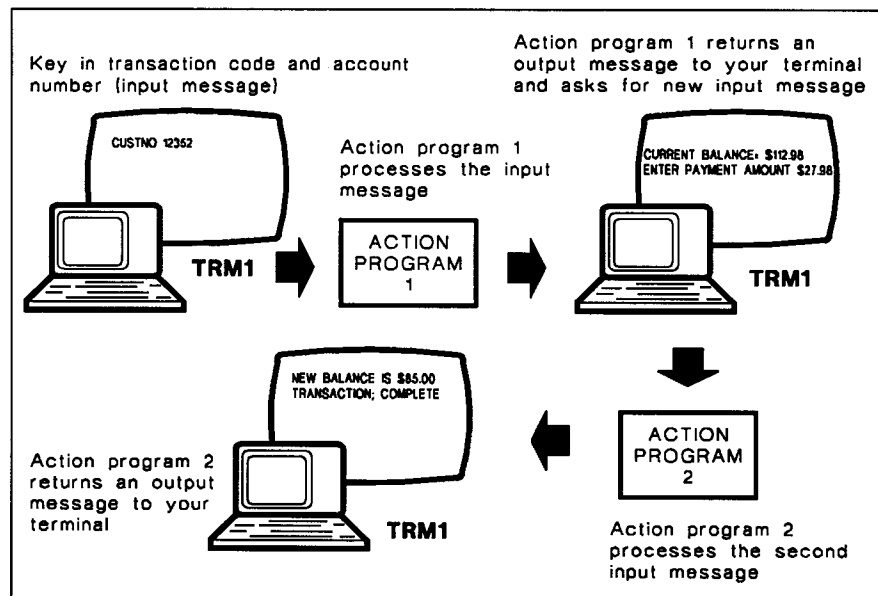 Key in transaction code and account
number (input message)
CUSTNO 12352
TRM1
Action program 1
processes the input
message
ACTION
PROGRAM
1
Action program 1 returns an
output message to your terminal
and asks for new input message
CURRENT BALANCE: $112.98
ENTER PAYMENT AMOUNT $27.98
TRM1
ACTION
PROGRAM
2
Action program 2
processes the second
input message
NEW BALANCE IS $85.00
TRANSACTION; COMPLETE
TRM1
Action program 2
returns an output
message to your
terminal